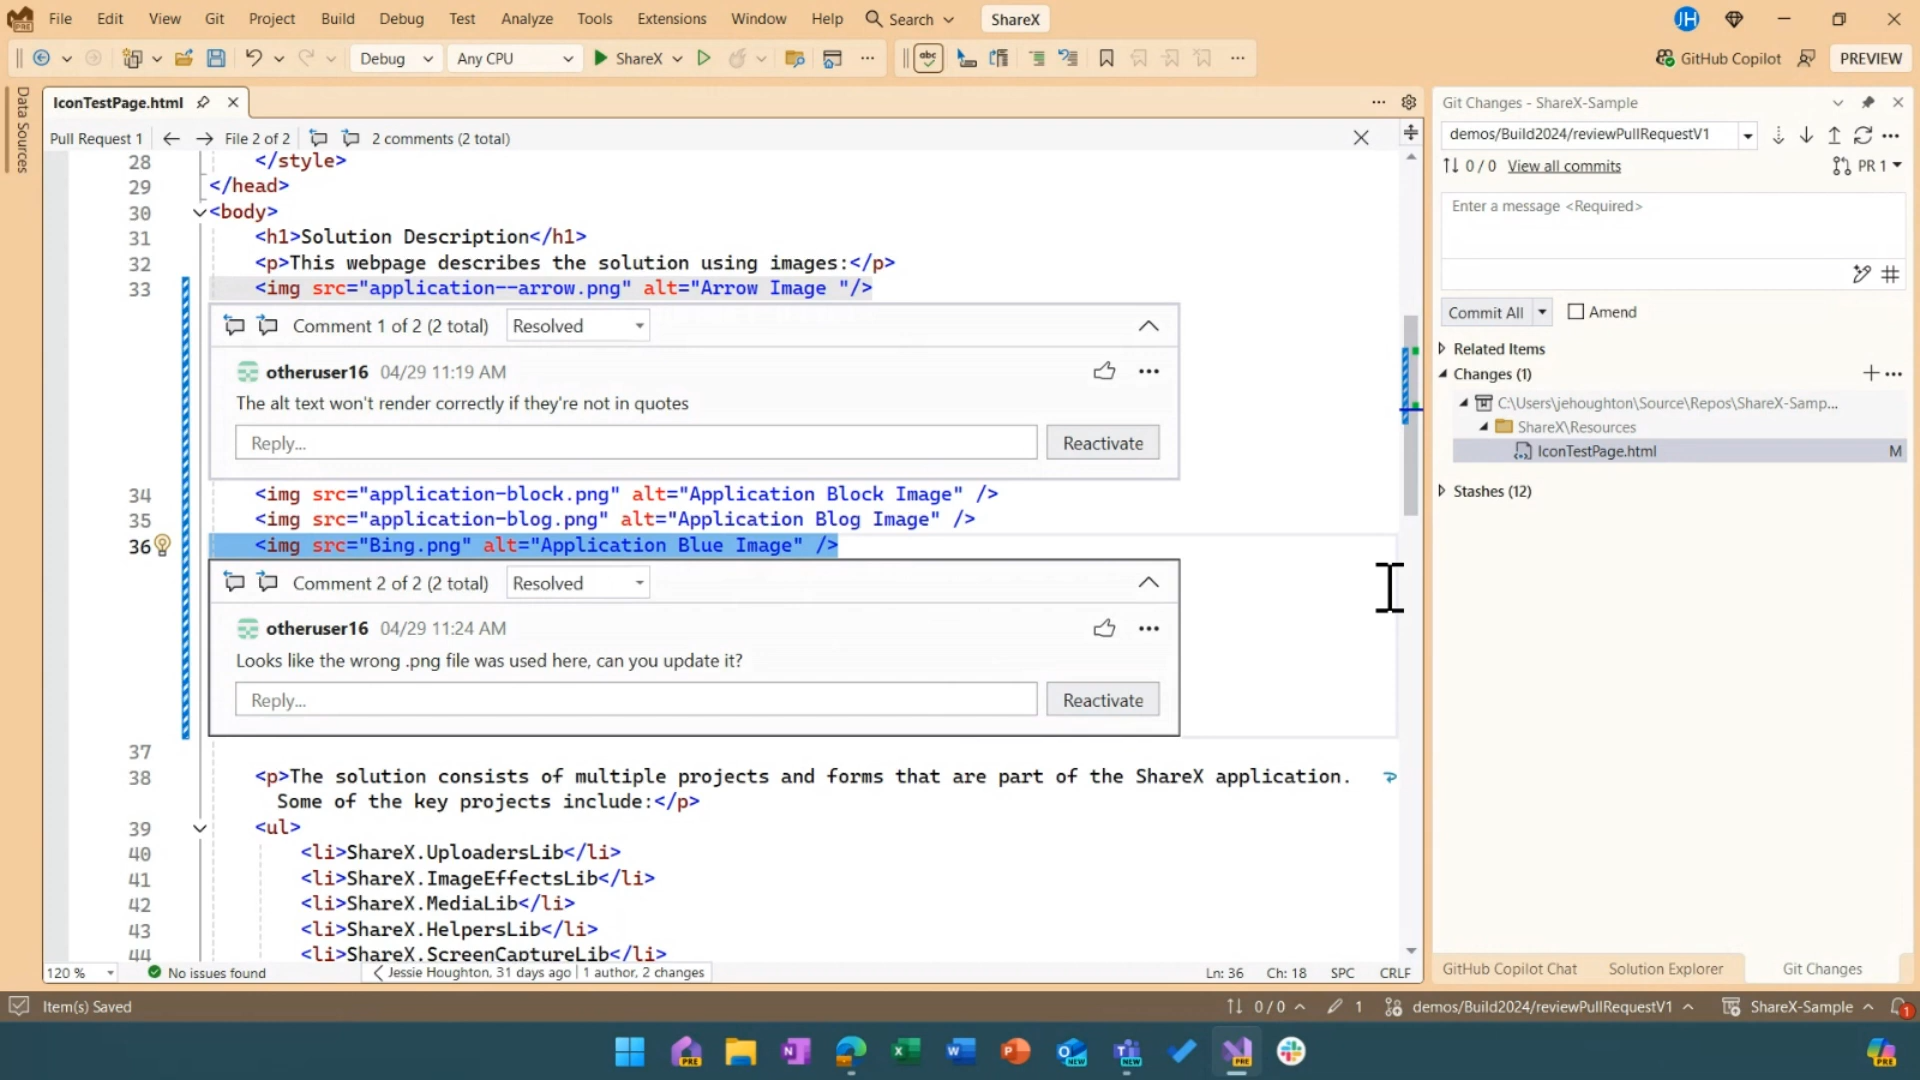 File Edit View Git Project Build Debug Test Analyze Tools Extensions Window Help Search ShareX JH
Debug Any CPU ShareX abc GitHub Copilot PREVIEW
Data Sources
IconTestPage.html
Pull Request 1 File 2 of 2 2 comments (2 total)
28 </style>
29 </head>
30 <body>
31 <h1>Solution Description</h1>
32 <p>This webpage describes the solution using images:</p>
33 <img src="application--arrow.png" alt="Arrow Image "/>
Comment 1 of 2 (2 total) Resolved
otheruser16 04/29 11:19 AM
The alt text won't render correctly if they're not in quotes
Reply... Reactivate
34 <img src="application-block.png" alt="Application Block Image" />
35 <img src="application-blog.png" alt="Application Blog Image" />
36 <img src="Bing.png" alt="Application Blue Image" />
Comment 2 of 2 (2 total) Resolved
otheruser16 04/29 11:24 AM
Looks like the wrong .png file was used here, can you update it?
Reply... Reactivate
37
38 <p>The solution consists of multiple projects and forms that are part of the ShareX application.
Some of the key projects include:</p>
39 <ul>
40 <li>ShareX.UploadersLib</li>
41 <li>ShareX.ImageEffectsLib</li>
42 <li>ShareX.MediaLib</li>
43 <li>ShareX.HelpersLib</li>
44 <li>ShareX.ScreenCaptureLib</li>
120 % No issues found Jessie Houghton, 31 days ago | 1 author, 2 changes Ln: 36 Ch: 18 SPC CRLF
Git Changes - ShareX-Sample
demos/Build2024/reviewPullRequestV1
0 / 0 View all commits PR 1
Enter a message <Required>
Commit All Amend
Related Items
Changes (1)
C:\Users\jehoughton\Source\Repos\ShareX-Samp...
ShareX\Resources
IconTestPage.html M
Stashes (12)
GitHub Copilot Chat Solution Explorer Git Changes
Item(s) Saved 0 / 0 1 demos/Build2024/reviewPullRequestV1 ShareX-Sample 1
PRE N X W P O NEW T NEW PRE PRE